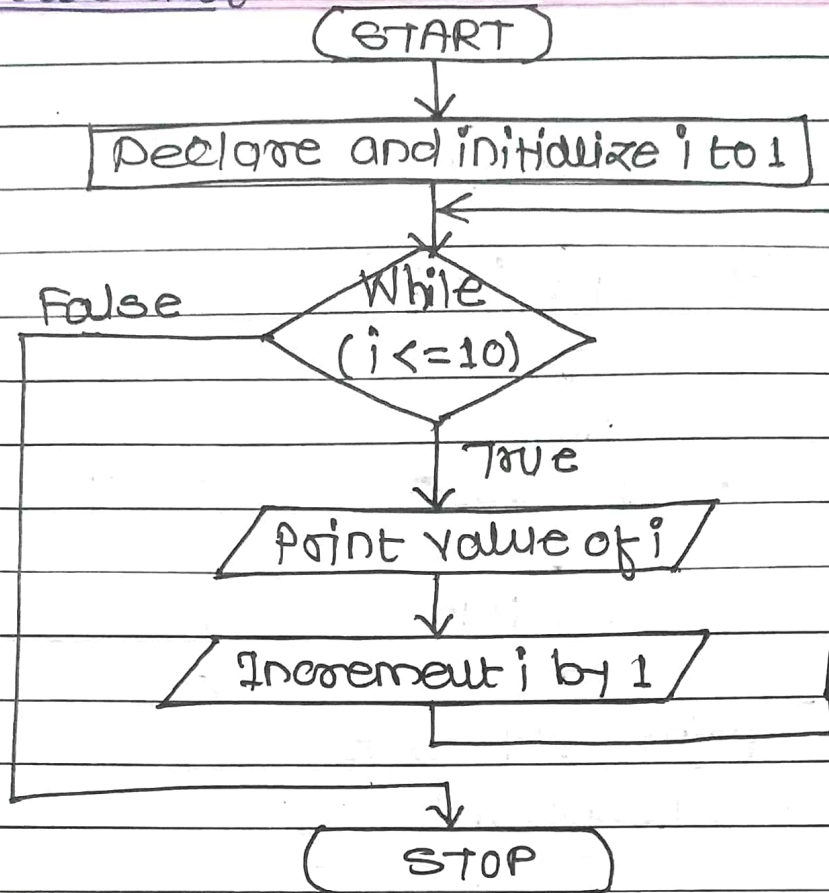 START
Declare and initialize i to 1
While
False
(i <= 10)
True
Print value of i
Increment i by 1
STOP